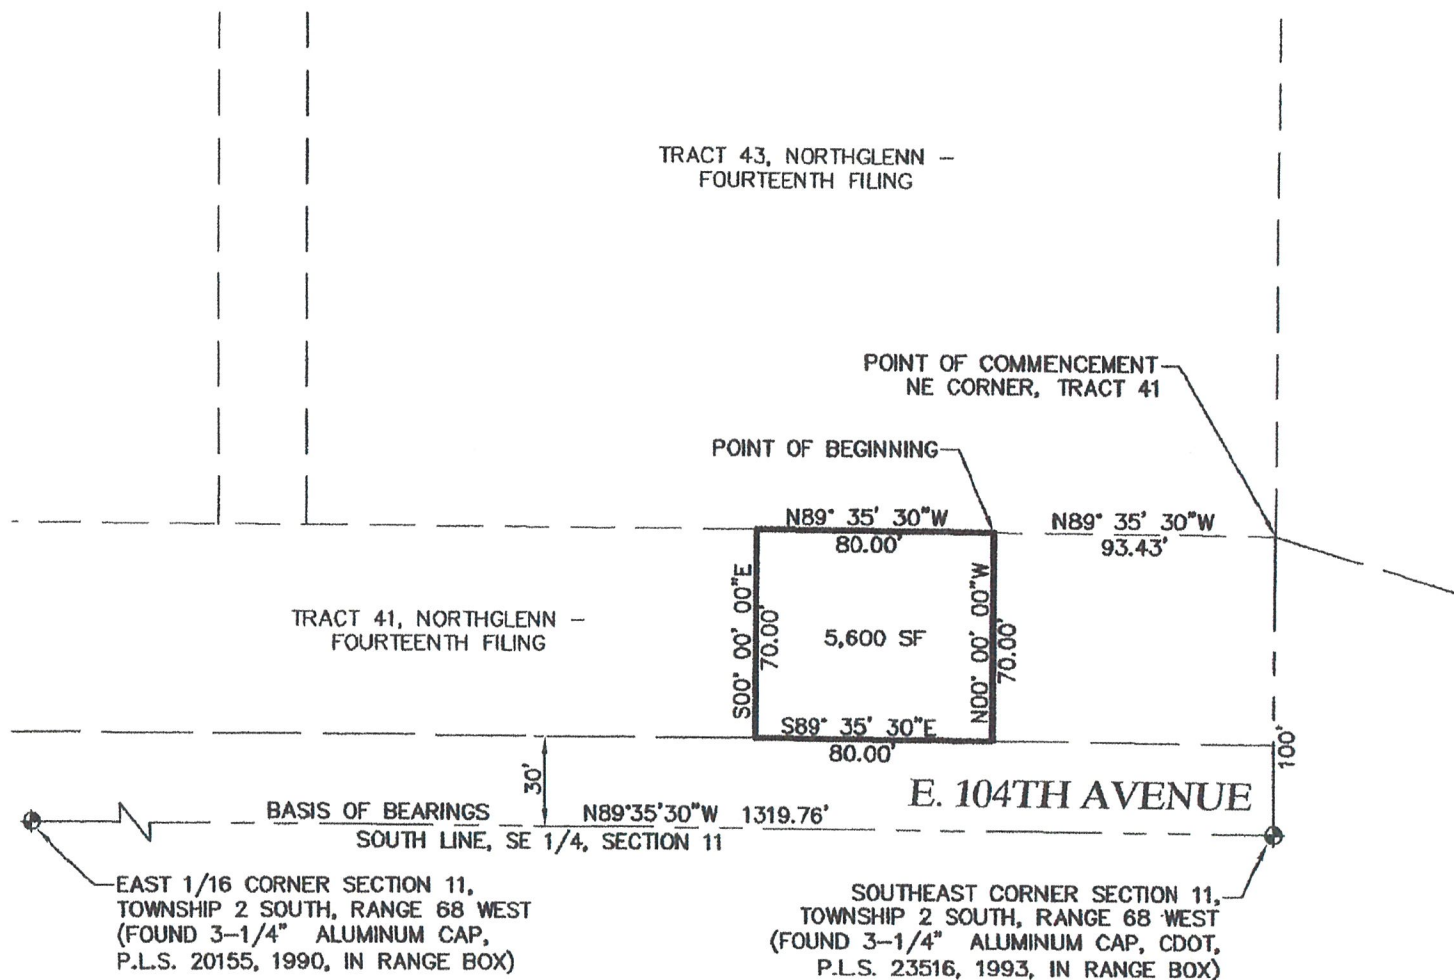 TRACT 43, NORTHGLENN –
FOURTEENTH FILING
POINT OF COMMENCEMENT
NE CORNER, TRACT 41
POINT OF BEGINNING
N89° 35' 30"W
80.00'
N89° 35' 30"W
93.43'
TRACT 41, NORTHGLENN –
FOURTEENTH FILING
S00° 00' 00"E
70.00'
5,600 SF
N00° 00' 00"W
70.00'
S89° 35' 30"E
80.00'
30'
100'
E. 104TH AVENUE
BASIS OF BEARINGS
N89°35'30"W 1319.76'
SOUTH LINE, SE 1/4, SECTION 11
EAST 1/16 CORNER SECTION 11,
TOWNSHIP 2 SOUTH, RANGE 68 WEST
(FOUND 3–1/4" ALUMINUM CAP,
P.L.S. 20155, 1990, IN RANGE BOX)
SOUTHEAST CORNER SECTION 11,
TOWNSHIP 2 SOUTH, RANGE 68 WEST
(FOUND 3–1/4" ALUMINUM CAP, CDOT,
P.L.S. 23516, 1993, IN RANGE BOX)